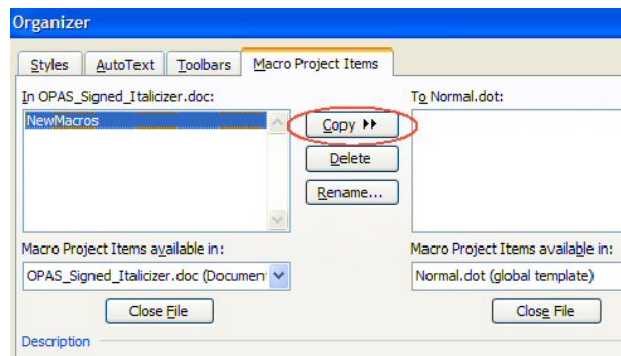 Organizer
Styles AutoText Toolbars Macro Project Items
In OPAS_Signed_Italicizer.doc: To Normal.dot:
NewMacros
Copy
Delete
Rename...
Macro Project Items available in: Macro Project Items available in:
OPAS_Signed_Italicizer.doc (Documen Normal.dot (global template)
Close File Close File
Description